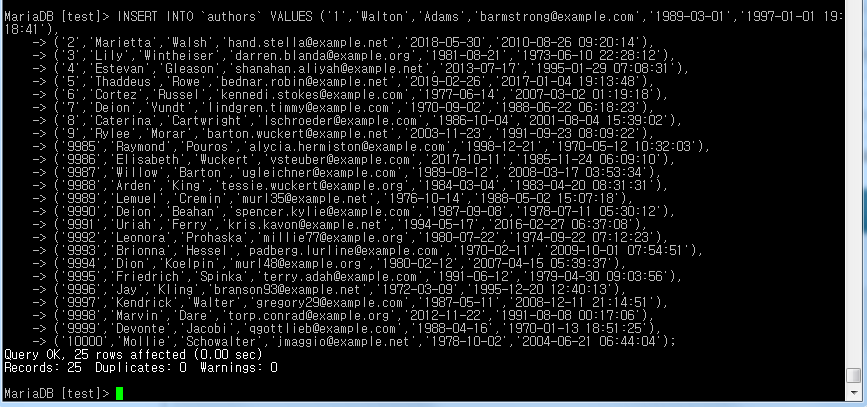 MariaDB [test]> INSERT INTO `authors` VALUES ('1','Walton','Adams','barmstrong@example.com','1989-03-01','1997-01-01 19:
18:41'),
    -> ('2','Marietta','Walsh','hand.stella@example.net','2018-05-30','2010-08-26 09:20:14'),
    -> ('3','Lily','Wintheiser','darren.blanda@example.org','1981-08-21','1973-06-10 22:28:12'),
    -> ('4','Estevan','Gleason','shanahan.aliyah@example.net','2013-07-17','1995-01-29 07:08:31'),
    -> ('5','Thaddeus','Rowe','bednar.robin@example.net','2019-02-26','2017-01-04 19:13:48'),
    -> ('6','Cortez','Russel','kennedi.stokes@example.com','1977-06-14','2007-03-02 01:19:18'),
    -> ('7','Deion','Yundt','lindgren.timmy@example.com','1970-09-02','1988-06-22 06:18:23'),
    -> ('8','Caterina','Cartwright','lschroeder@example.com','1986-10-04','2001-08-04 15:39:02'),
    -> ('9','Rylee','Morar','barton.wuckert@example.net','2003-11-23','1991-09-23 08:09:22'),
    -> ('9985','Raymond','Pouros','alycia.hermiston@example.com','1998-12-21','1970-05-12 10:32:03'),
    -> ('9986','Elisabeth','Wuckert','vsteuber@example.com','2017-10-11','1985-11-24 06:09:10'),
    -> ('9987','Willow','Barton','ugleichner@example.com','1989-08-12','2008-03-17 03:53:34'),
    -> ('9988','Arden','King','tessie.wuckert@example.org','1984-03-04','1983-04-20 08:31:31'),
    -> ('9989','Lemuel','Cremin','murl35@example.net','1976-10-14','1988-05-02 15:07:18'),
    -> ('9990','Deion','Beahan','spencer.kylie@example.com','1987-09-08','1978-07-11 05:30:12'),
    -> ('9991','Uriah','Ferry','kris.kavon@example.net','1994-05-17','2016-02-27 06:37:08'),
    -> ('9992','Leonora','Prohaska','millie77@example.org','1980-07-22','1974-09-22 07:12:23'),
    -> ('9993','Brionna','Hessel','padberg.lurline@example.com','1970-02-11','2009-10-01 07:54:51'),
    -> ('9994','Dion','Koelpin','murl48@example.org','1980-02-12','2007-04-15 05:39:37'),
    -> ('9995','Friedrich','Spinka','terry.adah@example.com','1991-06-12','1979-04-30 09:03:56'),
    -> ('9996','Jay','Kling','branson93@example.net','1972-03-09','1995-12-20 12:40:13'),
    -> ('9997','Kendrick','Walter','gregory29@example.com','1987-05-11','2008-12-11 21:14:51'),
    -> ('9998','Marvin','Dare','torp.conrad@example.org','2012-11-22','1991-08-08 00:17:06'),
    -> ('9999','Devonte','Jacobi','qgottlieb@example.com','1988-04-16','1970-01-13 18:51:25'),
    -> ('10000','Mollie','Schowalter','jmaggio@example.net','1978-10-02','2004-06-21 06:44:04');
Query OK, 25 rows affected (0.00 sec)
Records: 25  Duplicates: 0  Warnings: 0
MariaDB [test]>